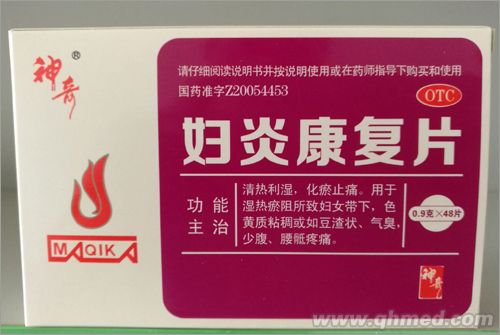 神奇®
请仔细阅读说明书并按说明使用或在药师指导下购买和使用
国药准字Z20054453
OTC
妇炎康复片
功能
主治
清热利湿，化瘀止痛。用于
湿热瘀阻所致妇女带下，色
黄质粘稠或如豆渣状、气臭，
少腹、腰骶疼痛。
0.9克×48片
MAQIKA
神奇
www.qhmed.com